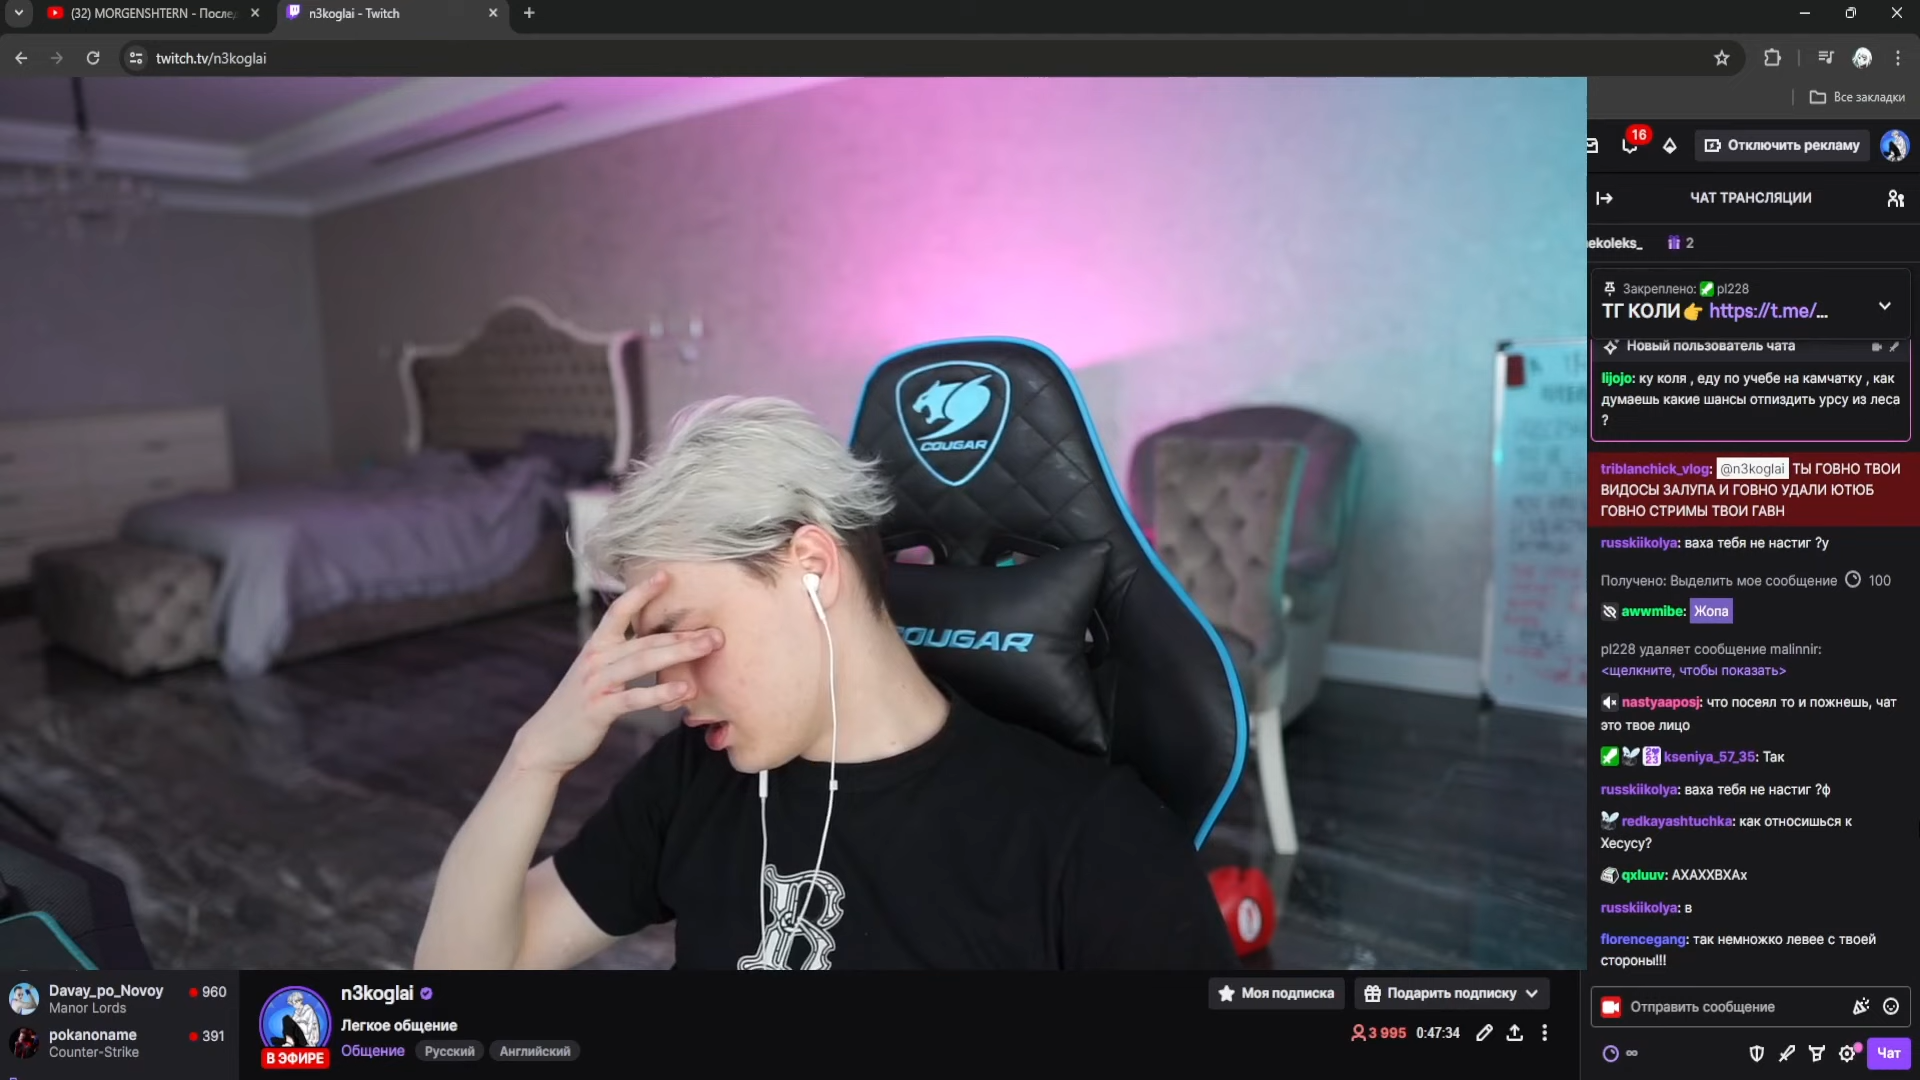 (32) MORGENSHTERN - Послед
n3koglai - Twitch
twitch.tv/n3koglai
Все закладки
16
Отключить рекламу
ЧАТ ТРАНСЛЯЦИИ
ekoleks_ 2
Закреплено: pl228
ТГ КОЛИ👉 https://t.me/...
Новый пользователь чата
lijojo: ку коля , еду по учебе на камчатку , как
думаешь какие шансы отпиздить урсу из леса
?
triblanchick_vlog: @n3koglai ТЫ ГОВНО ТВОИ
ВИДОСЫ ЗАЛУПА И ГОВНО УДАЛИ ЮТЮБ
ГОВНО СТРИМЫ ТВОИ ГАВН
russkiikolya: ваха тебя не настиг ?у
Получено: Выделить мое сообщение 100
awwmibe: Жопа
pl228 удаляет сообщение malinnir:
<щелкните, чтобы показать>
nastyaaposj: что посеял то и пожнешь, чат
это твое лицо
kseniya_57_35: Так
russkiikolya: ваха тебя не настиг ?ф
redkayashtuchka: как относишься к
Хесусу?
qxluuv: АХАХХВХАх
russkiikolya: в
florencegang: так немножко левее с твоей
стороны!!!
Отправить сообщение
∞
Чат
COUGAR
COUGAR
Davay_po_Novoy 960
Manor Lords
pokanoname 391
Counter-Strike
В ЭФИРЕ
n3koglai
Легкое общение
Общение Русский Английский
Моя подписка
Подарить подписку
3 995 0:47:34